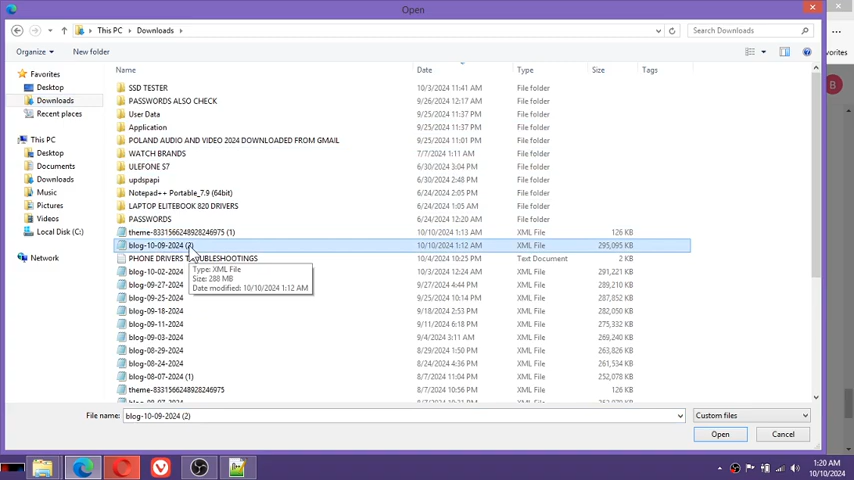 Open
This PC Downloads
Search Downloads
Organize New folder
Name Date Type Size Tags
Favorites
Desktop
Downloads
Recent places
This PC
Desktop
Documents
Downloads
Music
Pictures
Videos
Local Disk (C:)
Network
SSD TESTER 10/3/2024 11:41 AM File folder
PASSWORDS ALSO CHECK 9/26/2024 12:17 AM File folder
User Data 9/25/2024 11:37 PM File folder
Application 9/25/2024 11:37 PM File folder
POLAND AUDIO AND VIDEO 2024 DOWNLOADED FROM GMAIL 9/25/2024 11:37 PM File folder
WATCH BRANDS 7/7/2024 1:11 AM File folder
ULEFONE S7 6/30/2024 3:04 PM File folder
updspapi 6/30/2024 2:48 PM File folder
Notepad++ Portable_7.9 (64bit) 6/24/2024 2:05 AM File folder
LAPTOP ELITEBOOK 820 DRIVERS 6/24/2024 1:05 AM File folder
PASSWORDS 6/24/2024 12:20 AM File folder
theme-8331566248928246975 (1) 10/10/2024 1:13 AM XML File 126 KB
blog-10-09-2024 (2) 10/10/2024 1:12 AM XML File 295,095 KB
PHONE DRIVERS TROUBLESHOOTINGS 10/4/2024 10:25 PM Text Document 2 KB
blog-10-02-2024 10/3/2024 12:24 AM XML File 291,221 KB
blog-09-27-2024 9/27/2024 4:44 PM XML File 289,210 KB
blog-09-25-2024 9/25/2024 10:14 PM XML File 287,281 KB
blog-09-18-2024 9/18/2024 2:53 PM XML File 282,050 KB
blog-09-11-2024 9/11/2024 6:18 PM XML File 275,332 KB
blog-09-03-2024 9/4/2024 3:11 AM XML File 269,240 KB
blog-08-29-2024 8/29/2024 1:50 PM XML File 263,826 KB
blog-08-24-2024 8/24/2024 4:36 PM XML File 261,534 KB
blog-08-07-2024 (1) 8/7/2024 11:04 PM XML File 252,078 KB
theme-8331566248928246975 8/7/2024 10:56 PM XML File 126 KB
Type: XML File
Size: 288 MB
Date modified: 10/10/2024 1:12 AM
File name: blog-10-09-2024 (2) Custom files
Open Cancel
avorites
B
1:20 AM
10/10/2024